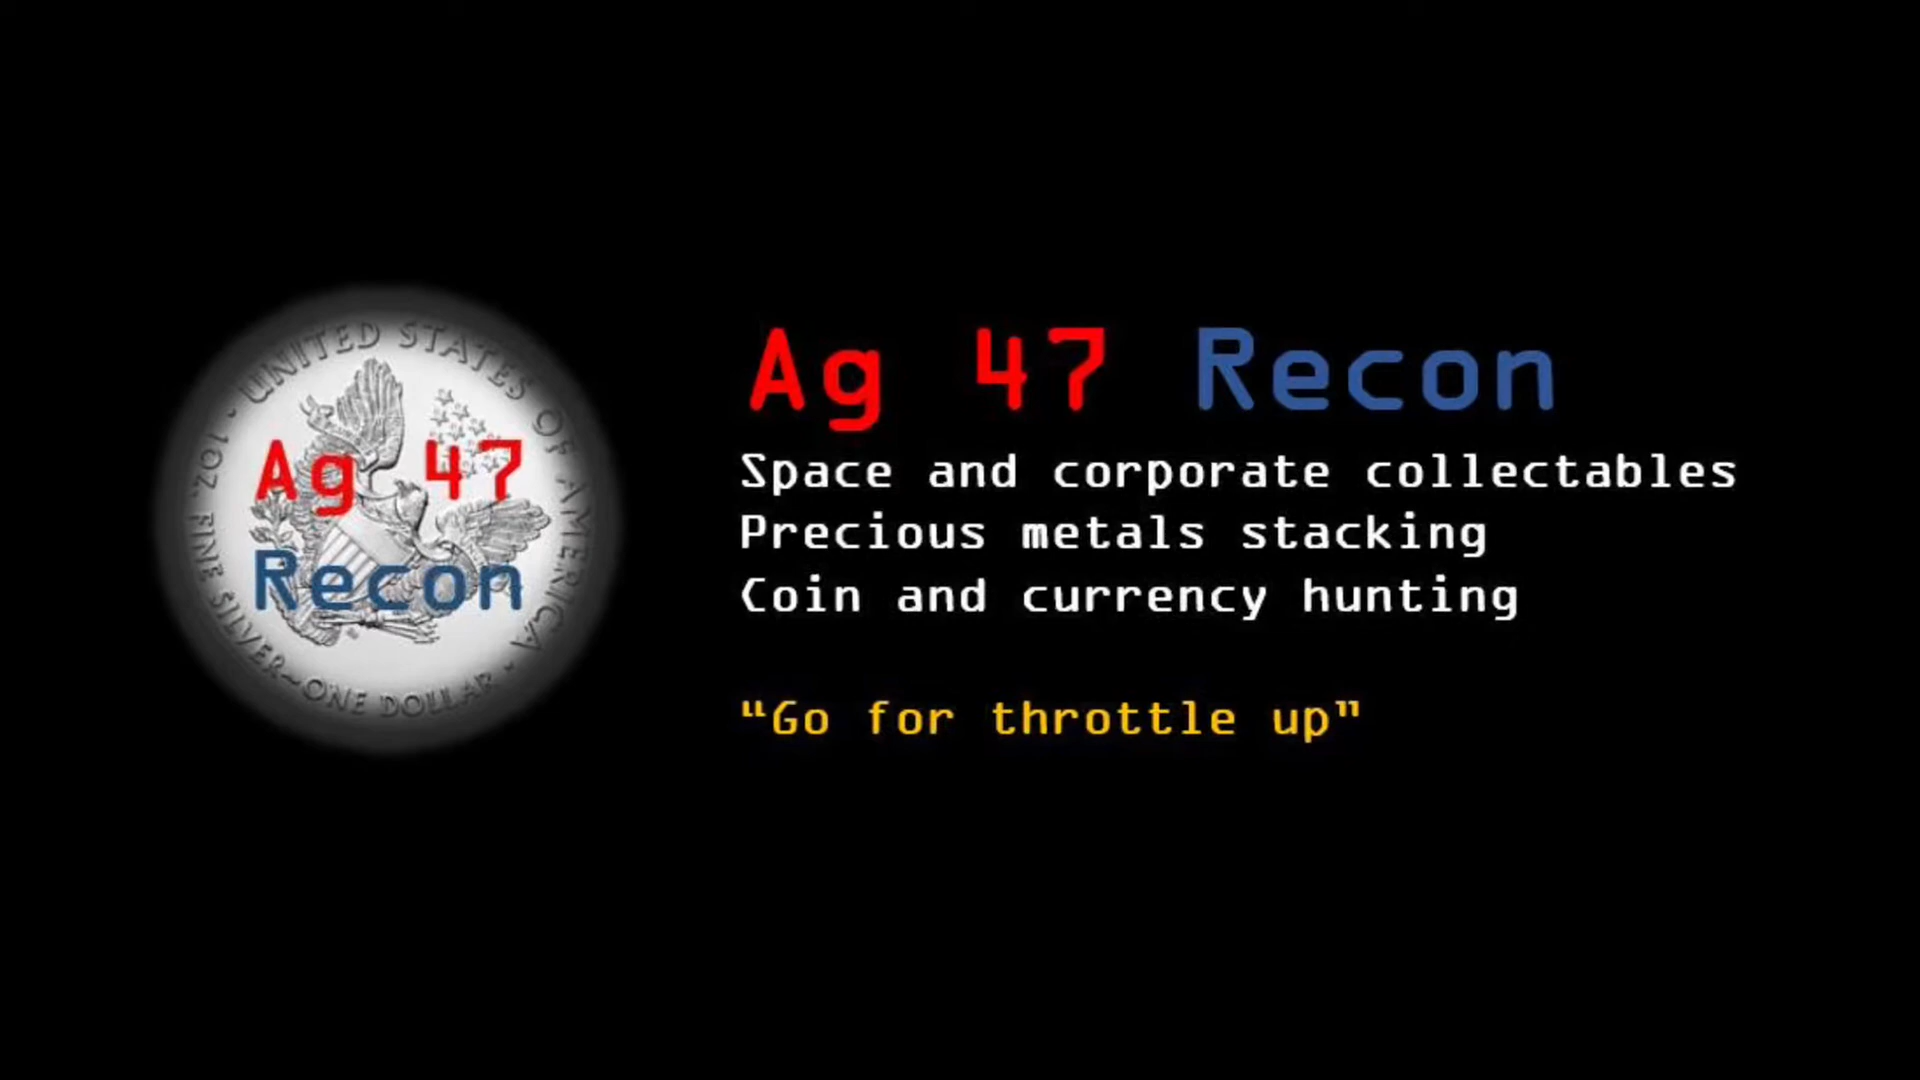 UNITED STATES OF AMERICA
1 OZ. FINE SILVER~ONE DOLLAR
Ag 47
Recon
Ag 47 Recon
Space and corporate collectables
Precious metals stacking
Coin and currency hunting
“Go for throttle up”